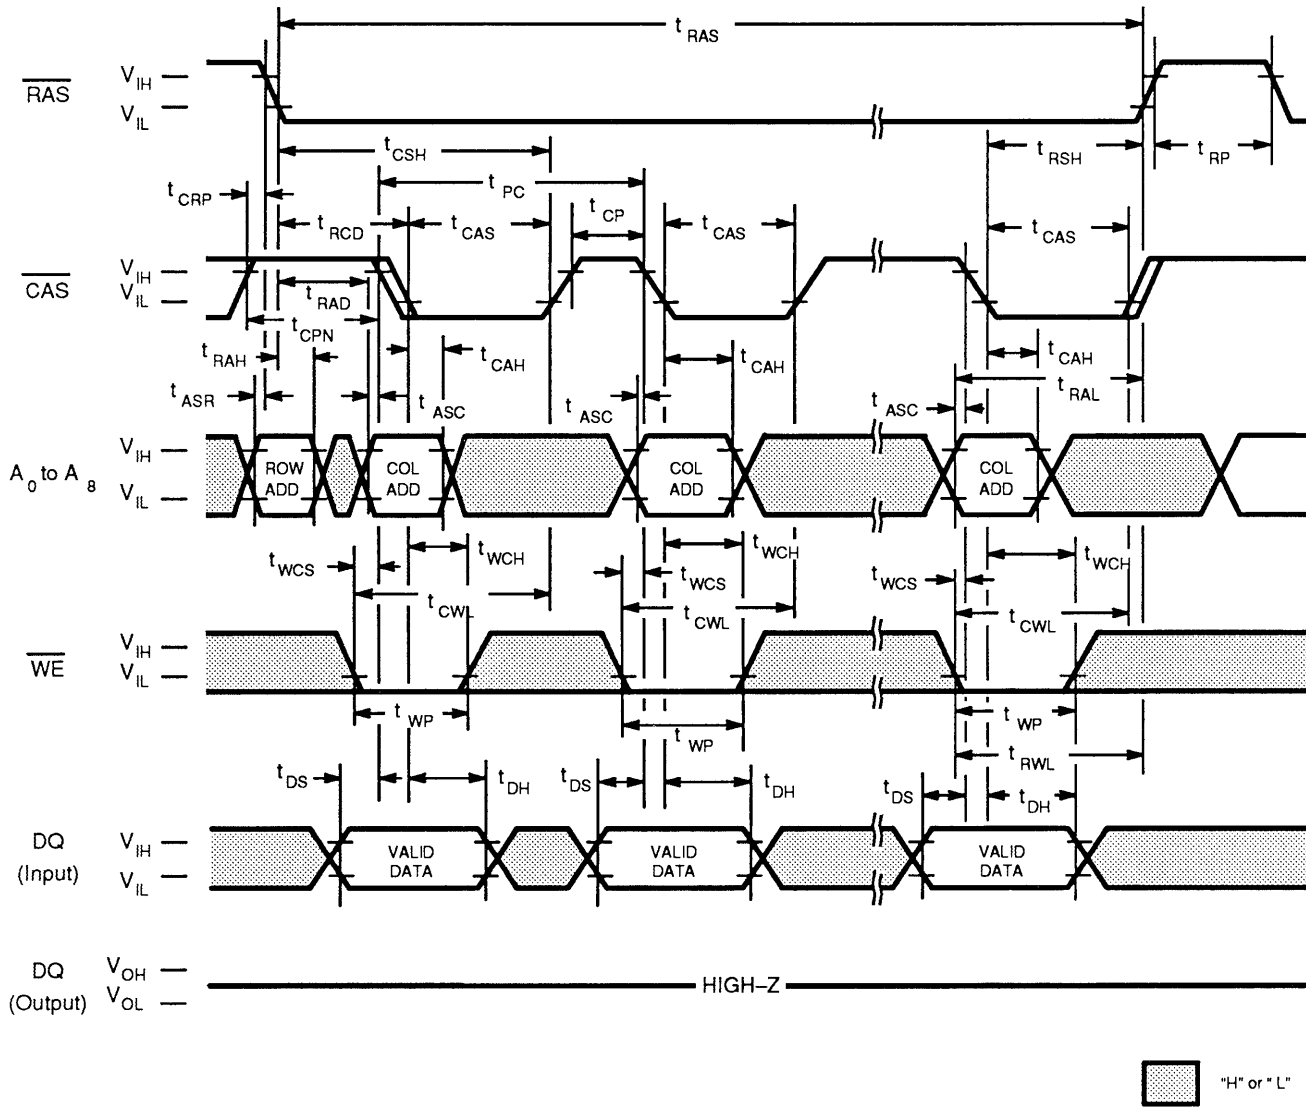 t RAS
RAS V IH
V IL
t CSH t RSH t RP
t CRP t PC
t RCD t CAS t CP t CAS t CAS
CAS V IH
V IL
t RAD
t CPN
t RAH t CAH t CAH t CAH
t RAL
t ASR t ASC t ASC t ASC
A 0 to A 8 V IH
V IL
ROW ADD COL ADD COL ADD COL ADD
t WCS t WCH t WCS t WCH t WCS t WCH
t CWL t CWL t CWL
WE V IH
V IL
t WP t WP t WP
t RWL
t DS t DH t DS t DH t DS t DH
DQ (Input) V IH
V IL
VALID DATA VALID DATA VALID DATA
DQ (Output) V OH
V OL
HIGH–Z
"H" or " L"